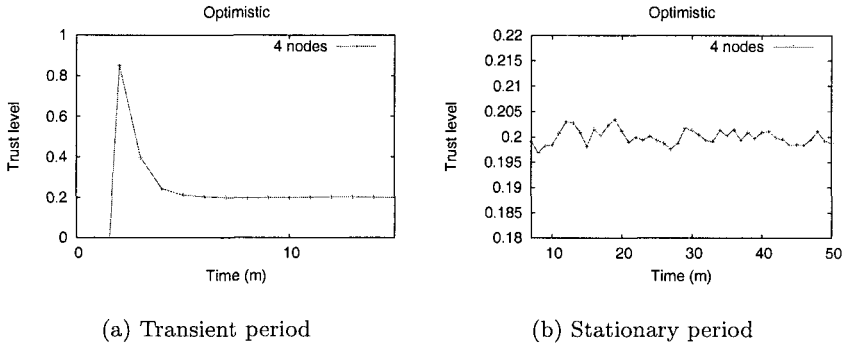 Optimistic
4 nodes
Trust level
1
0.8
0.6
0.4
0.2
0
0
10
Time (m)
(a) Transient period
Optimistic
4 nodes
Trust level
0.22
0.215
0.21
0.205
0.2
0.195
0.19
0.185
0.18
10
20
30
40
50
Time (m)
(b) Stationary period